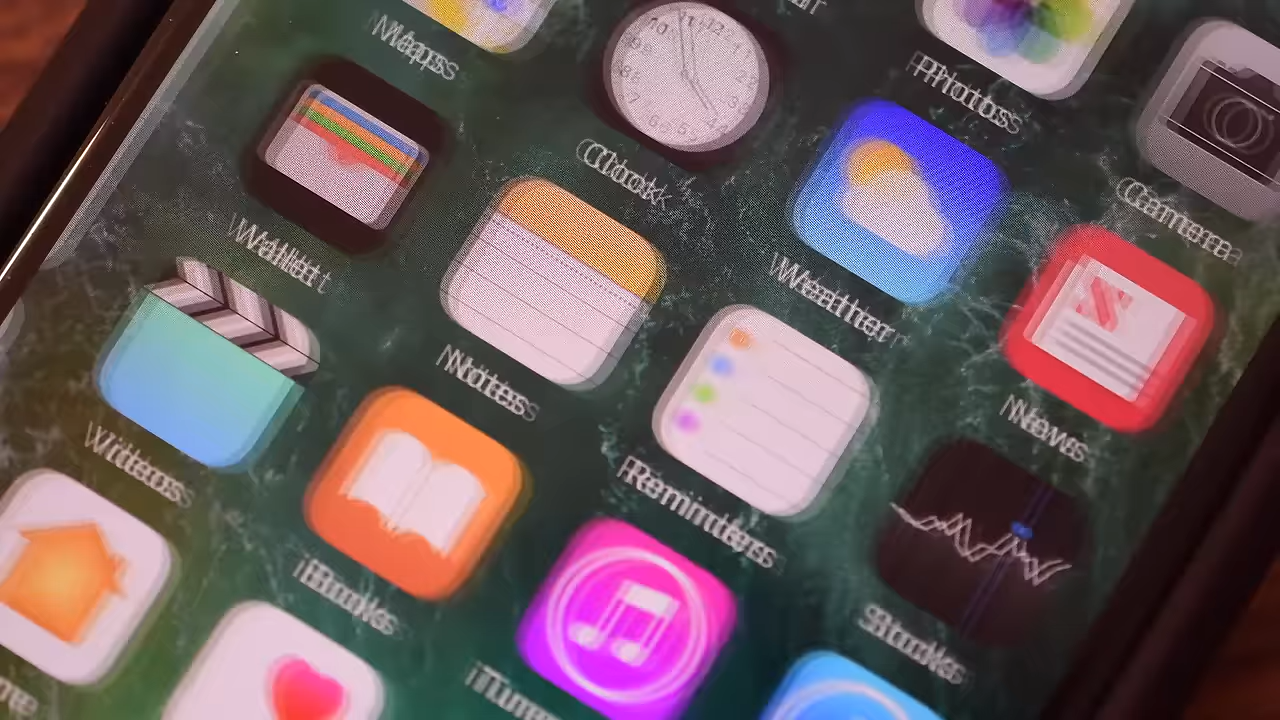 Maps
Clock
Photos
Camera
Wallet
Notes
Weather
News
Videos
iBooks
Reminders
Stocks